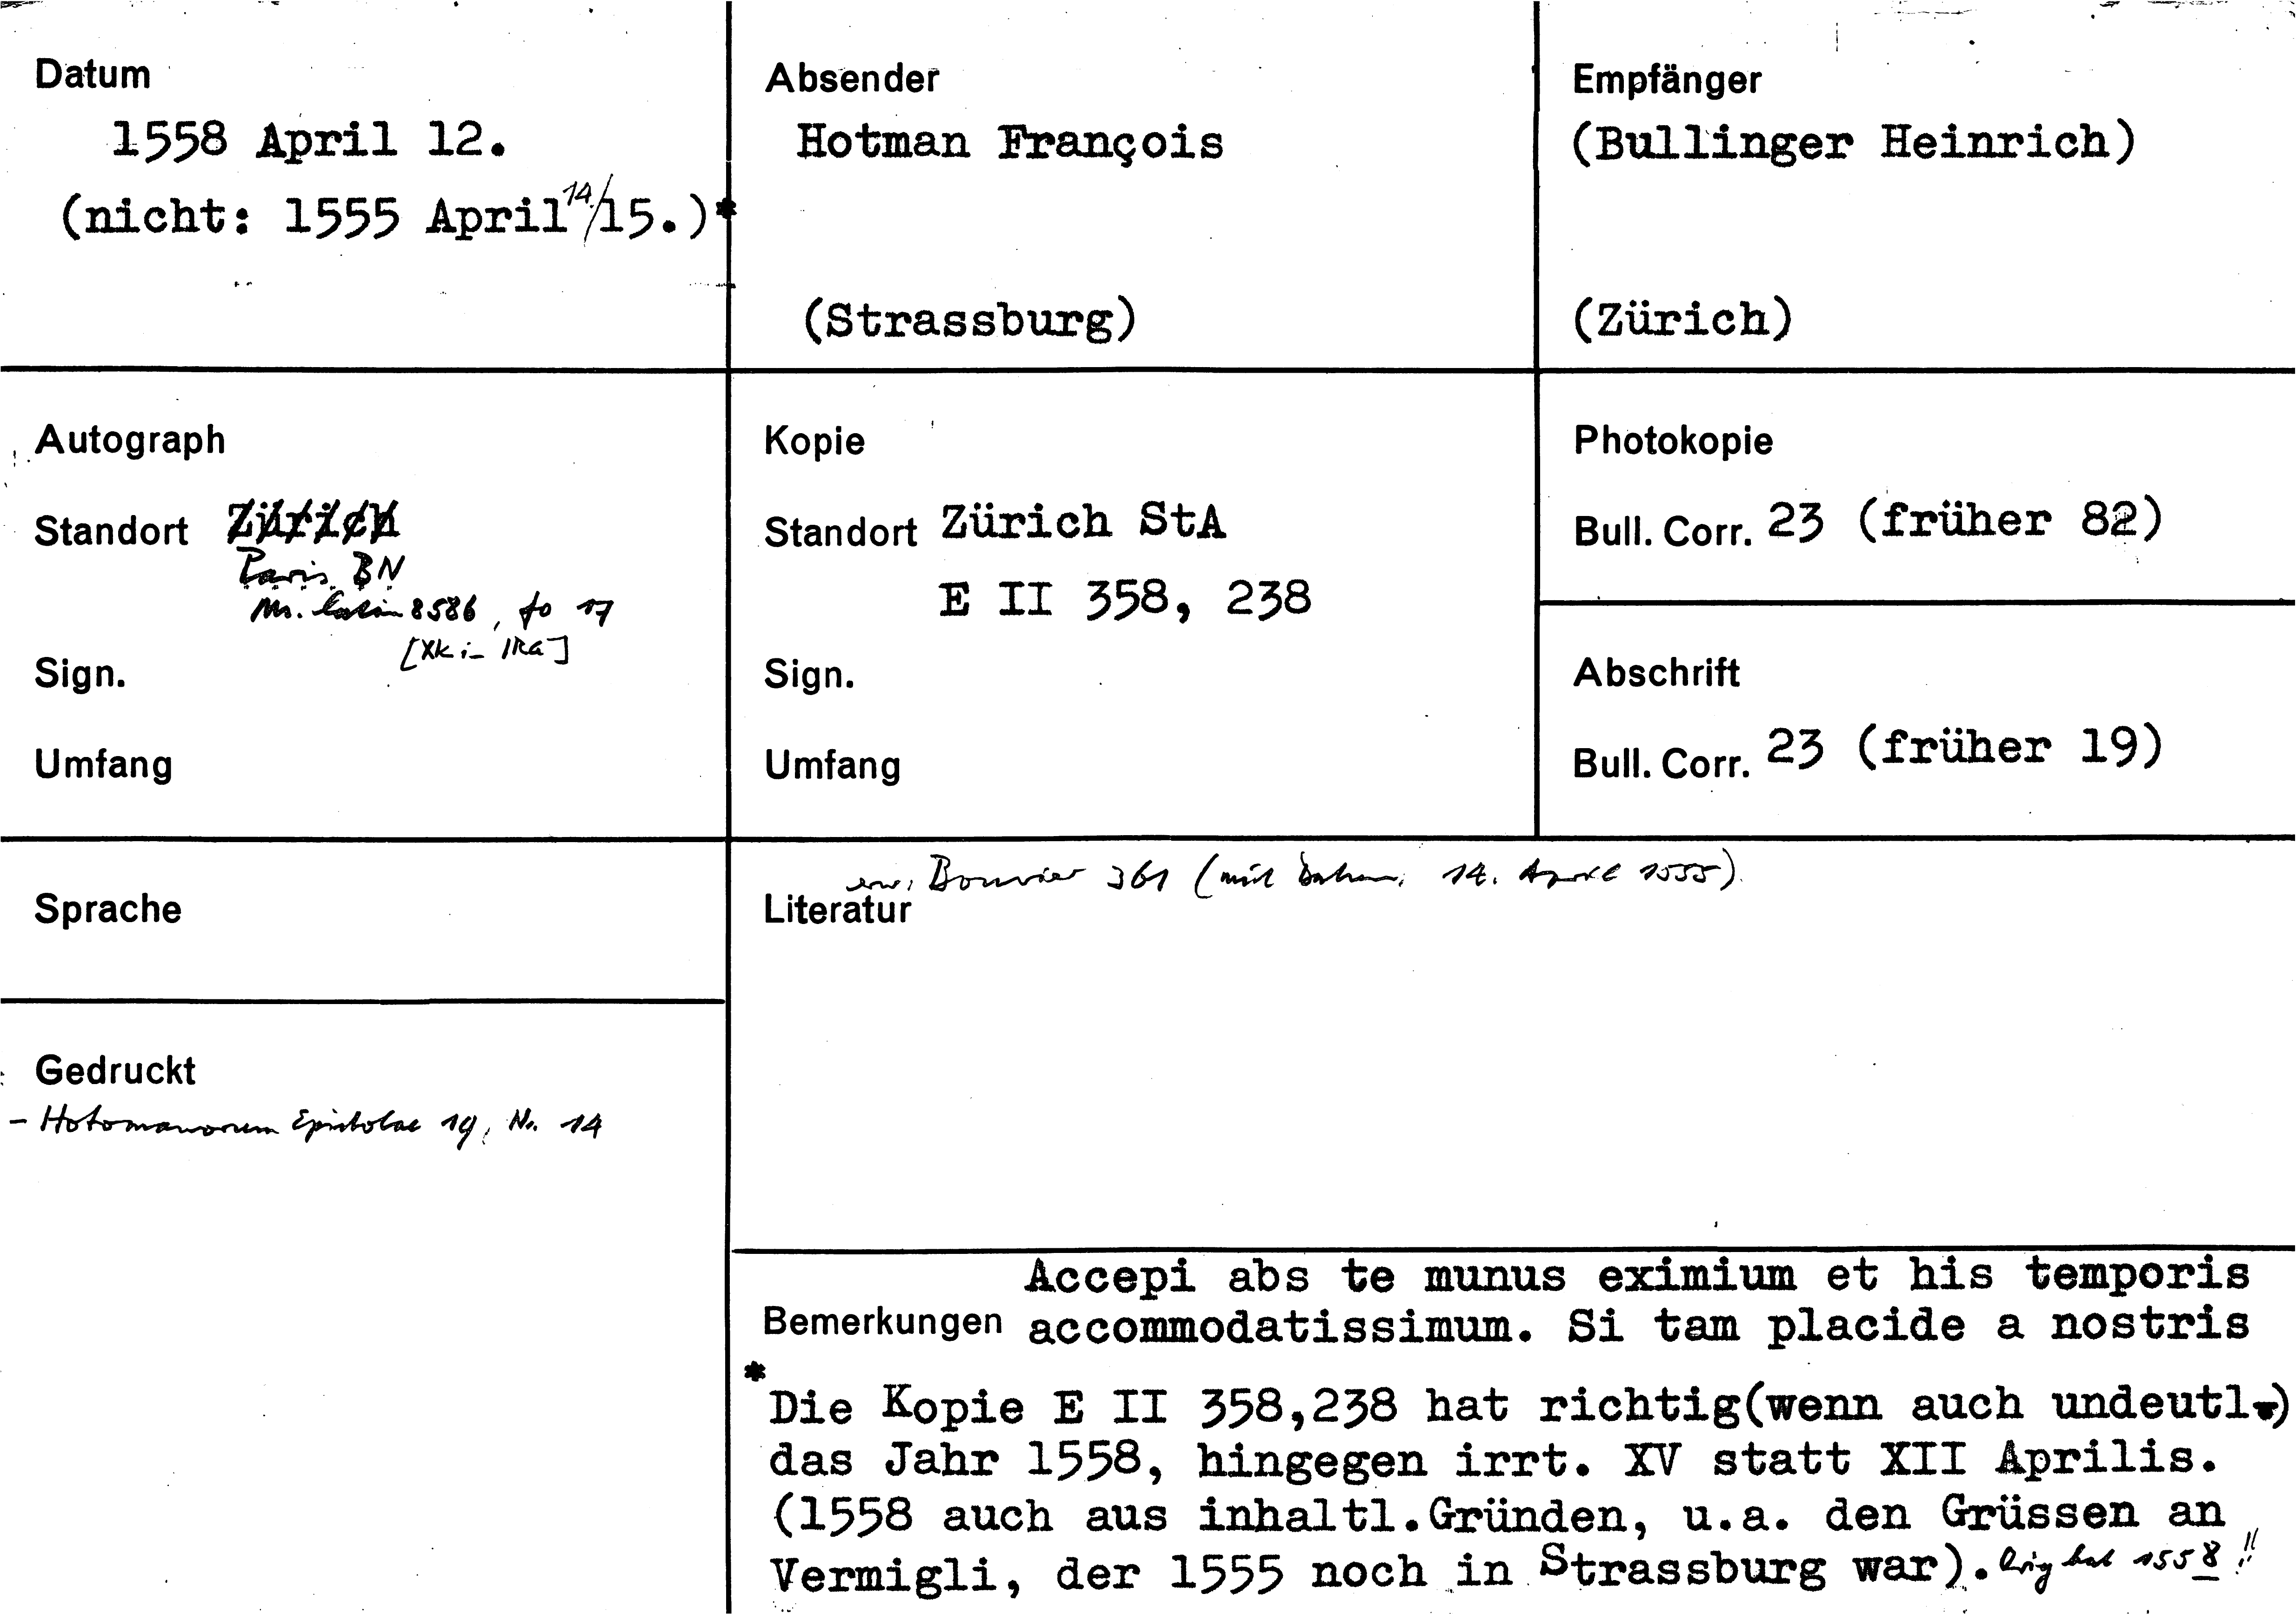 Datum
1558 April 12.
(nicht: 1555 April 14./15.)*
Absender
Hotman François
(Strassburg)
Empfänger
(Bullinger Heinrich)
(Zürich)
Autograph
Standort Zürich
Paris BN
Ms. latin 8586, fo 17
[XK in IRG]
Sign.
Umfang
Kopie
Standort Zürich StA
E II 358, 238
Sign.
Umfang
Photokopie
Bull. Corr. 23 (früher 82)
Abschrift
Bull. Corr. 23 (früher 19)
Sprache
Gedruckt
- Hotomanorum Epistolae 19, Nr. 14
erw. Bouvier 361 (mit Datum 14. April 1555).
Literatur
Accepi abs te munus eximium et his temporis
Bemerkungen accommodatissimum. Si tam placide a nostris
*
Die Kopie E II 358,238 hat richtig(wenn auch undeutl.)
das Jahr 1558, hingegen irrt. XV statt XII Aprilis.
(1558 auch aus inhaltl.Gründen, u.a. den Grüssen an
Vermigli, der 1555 noch in Strassburg war). Orig hat 1558!!